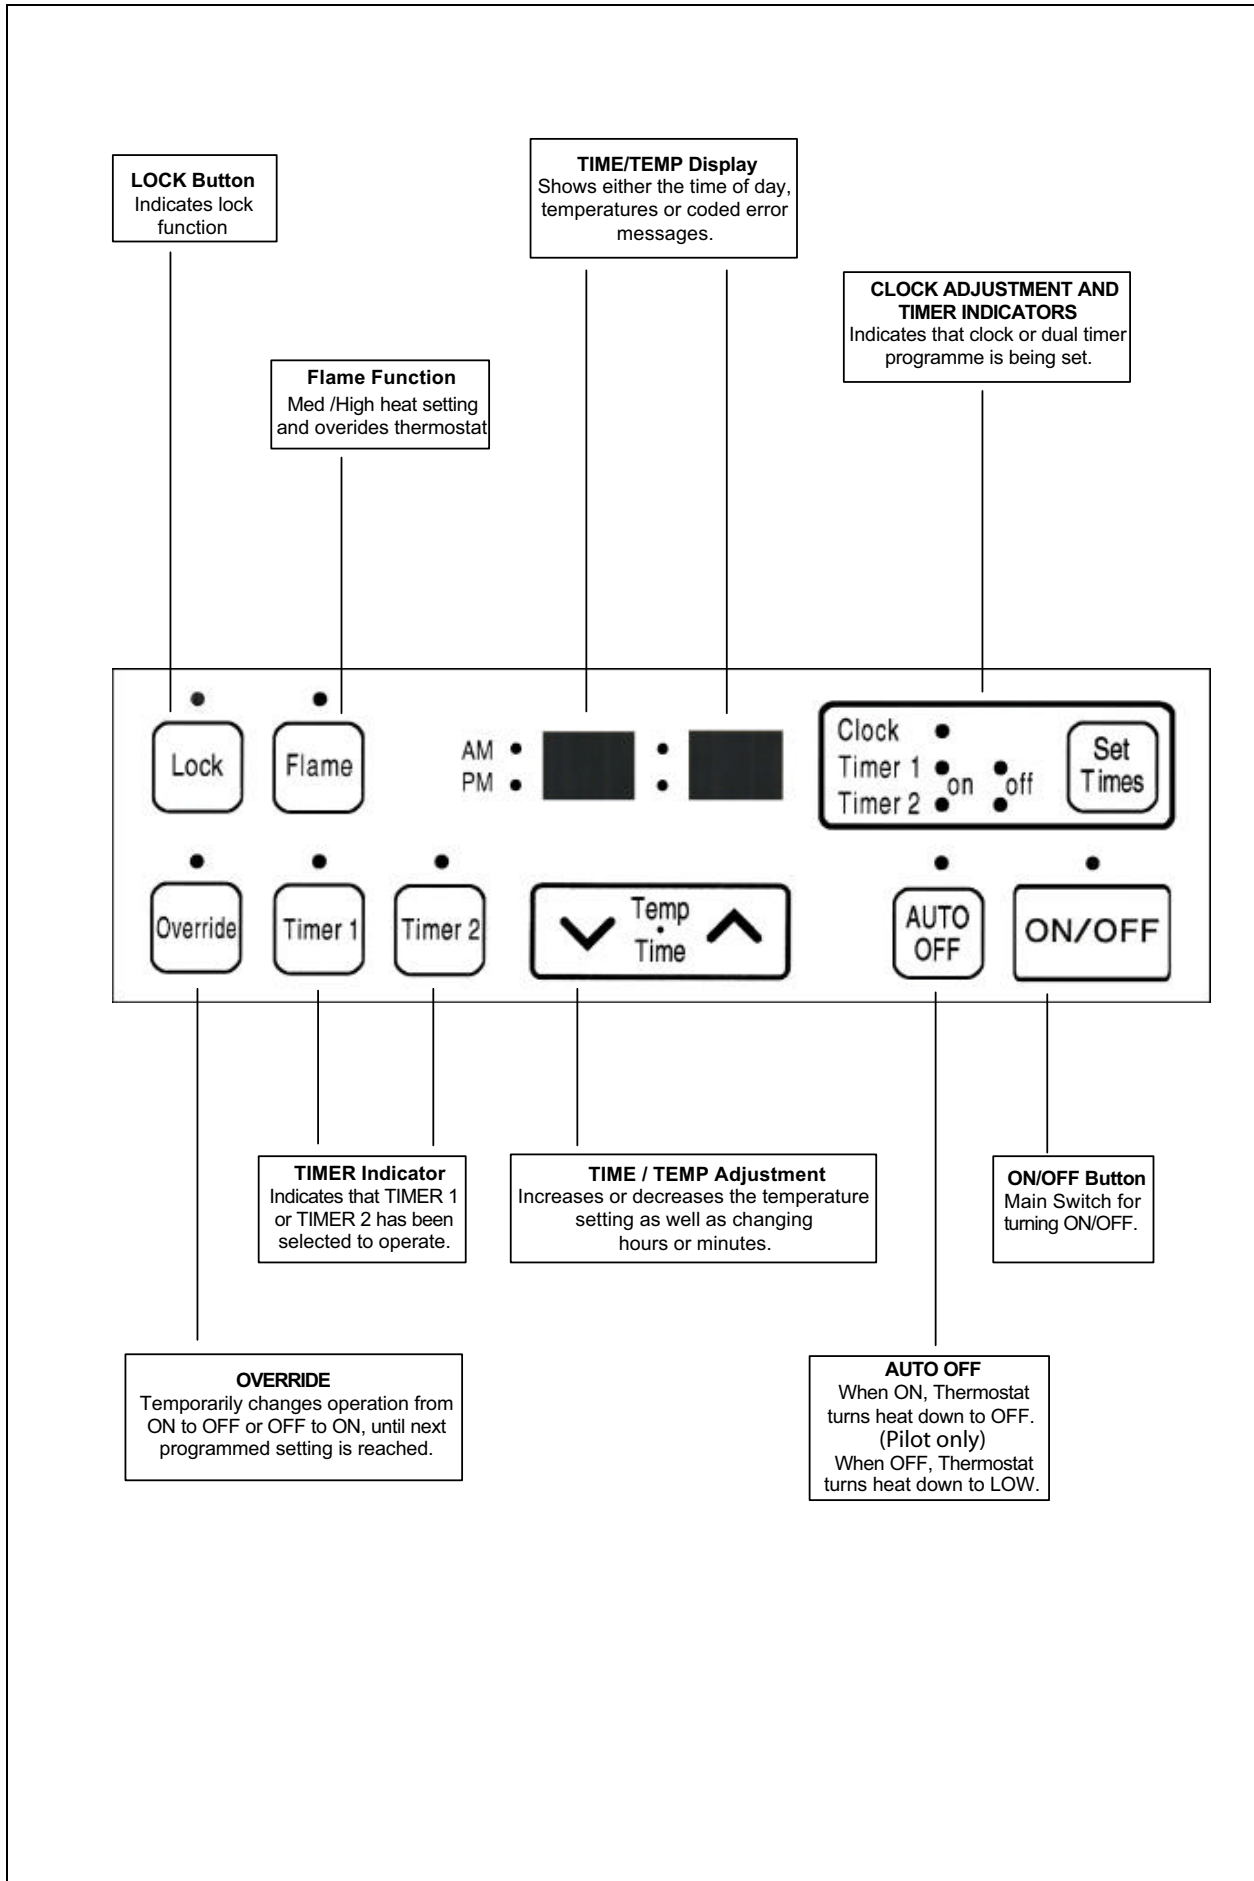 LOCK Button
Indicates lock
function
TIME/TEMP Display
Shows either the time of day,
temperatures or coded error
messages.
CLOCK ADJUSTMENT AND
TIMER INDICATORS
Indicates that clock or dual timer
programme is being set.
Flame Function
Med /High heat setting
and overides thermostat
Lock
Flame
AM
PM
Clock
Timer 1
Timer 2
on
off
Set
Times
Override
Timer 1
Timer 2
Temp
Time
AUTO
OFF
ON/OFF
TIMER Indicator
Indicates that TIMER 1
or TIMER 2 has been
selected to operate.
TIME / TEMP Adjustment
Increases or decreases the temperature
setting as well as changing
hours or minutes.
ON/OFF Button
Main Switch for
turning ON/OFF.
OVERRIDE
Temporarily changes operation from
ON to OFF or OFF to ON, until next
programmed setting is reached.
AUTO OFF
When ON, Thermostat
turns heat down to OFF.
(Pilot only)
When OFF, Thermostat
turns heat down to LOW.